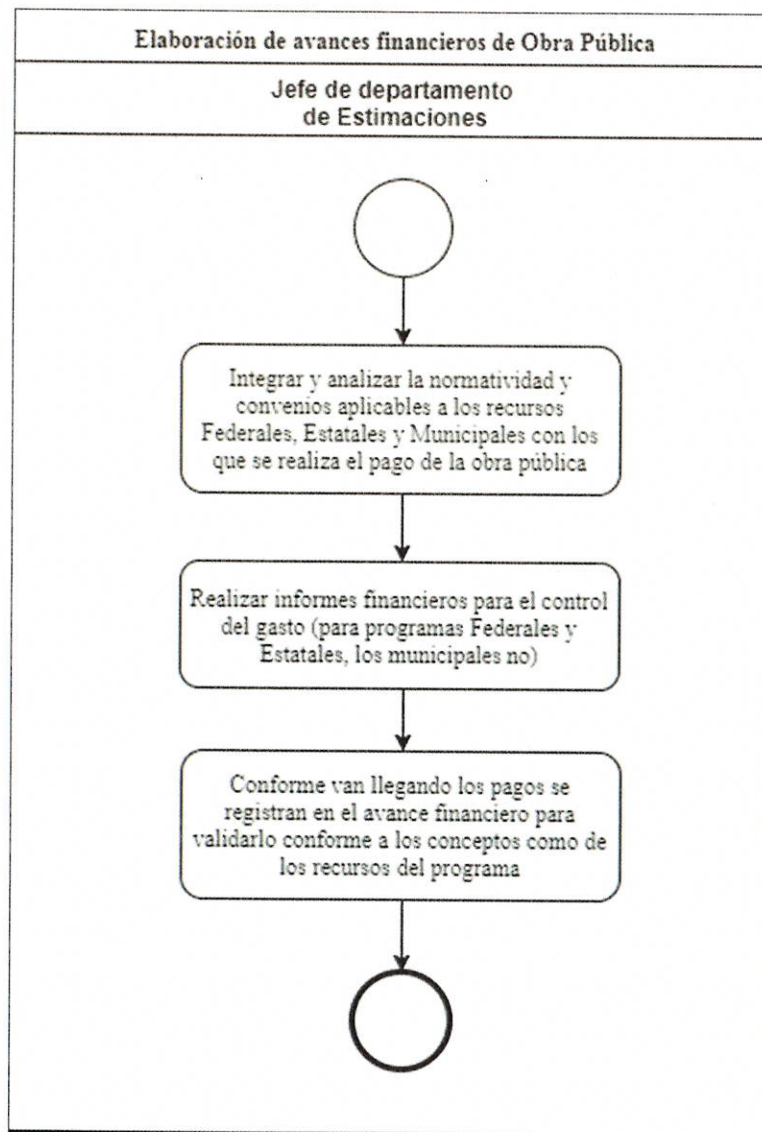 Elaboración de avances financieros de Obra Pública
Jefe de departamento
de Estimaciones
Integrar y analizar la normatividad y
convenios aplicables a los recursos
Federales, Estatales y Municipales con los
que se realiza el pago de la obra pública
Realizar informes financieros para el control
del gasto (para programas Federales y
Estatales, los municipales no)
Conforme van llegando los pagos se
registran en el avance financiero para
validarlo conforme a los conceptos como de
los recursos del programa